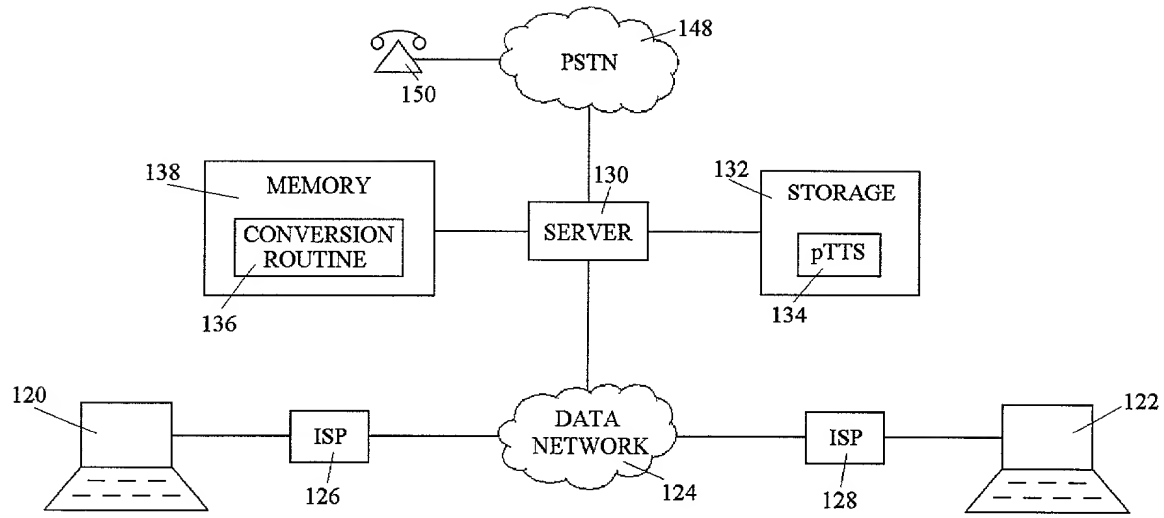 148
PSTN
150
138
MEMORY
130
132
STORAGE
CONVERSION
ROUTINE
SERVER
pTTS
136
134
120
122
ISP
DATA
NETWORK
ISP
126
124
128